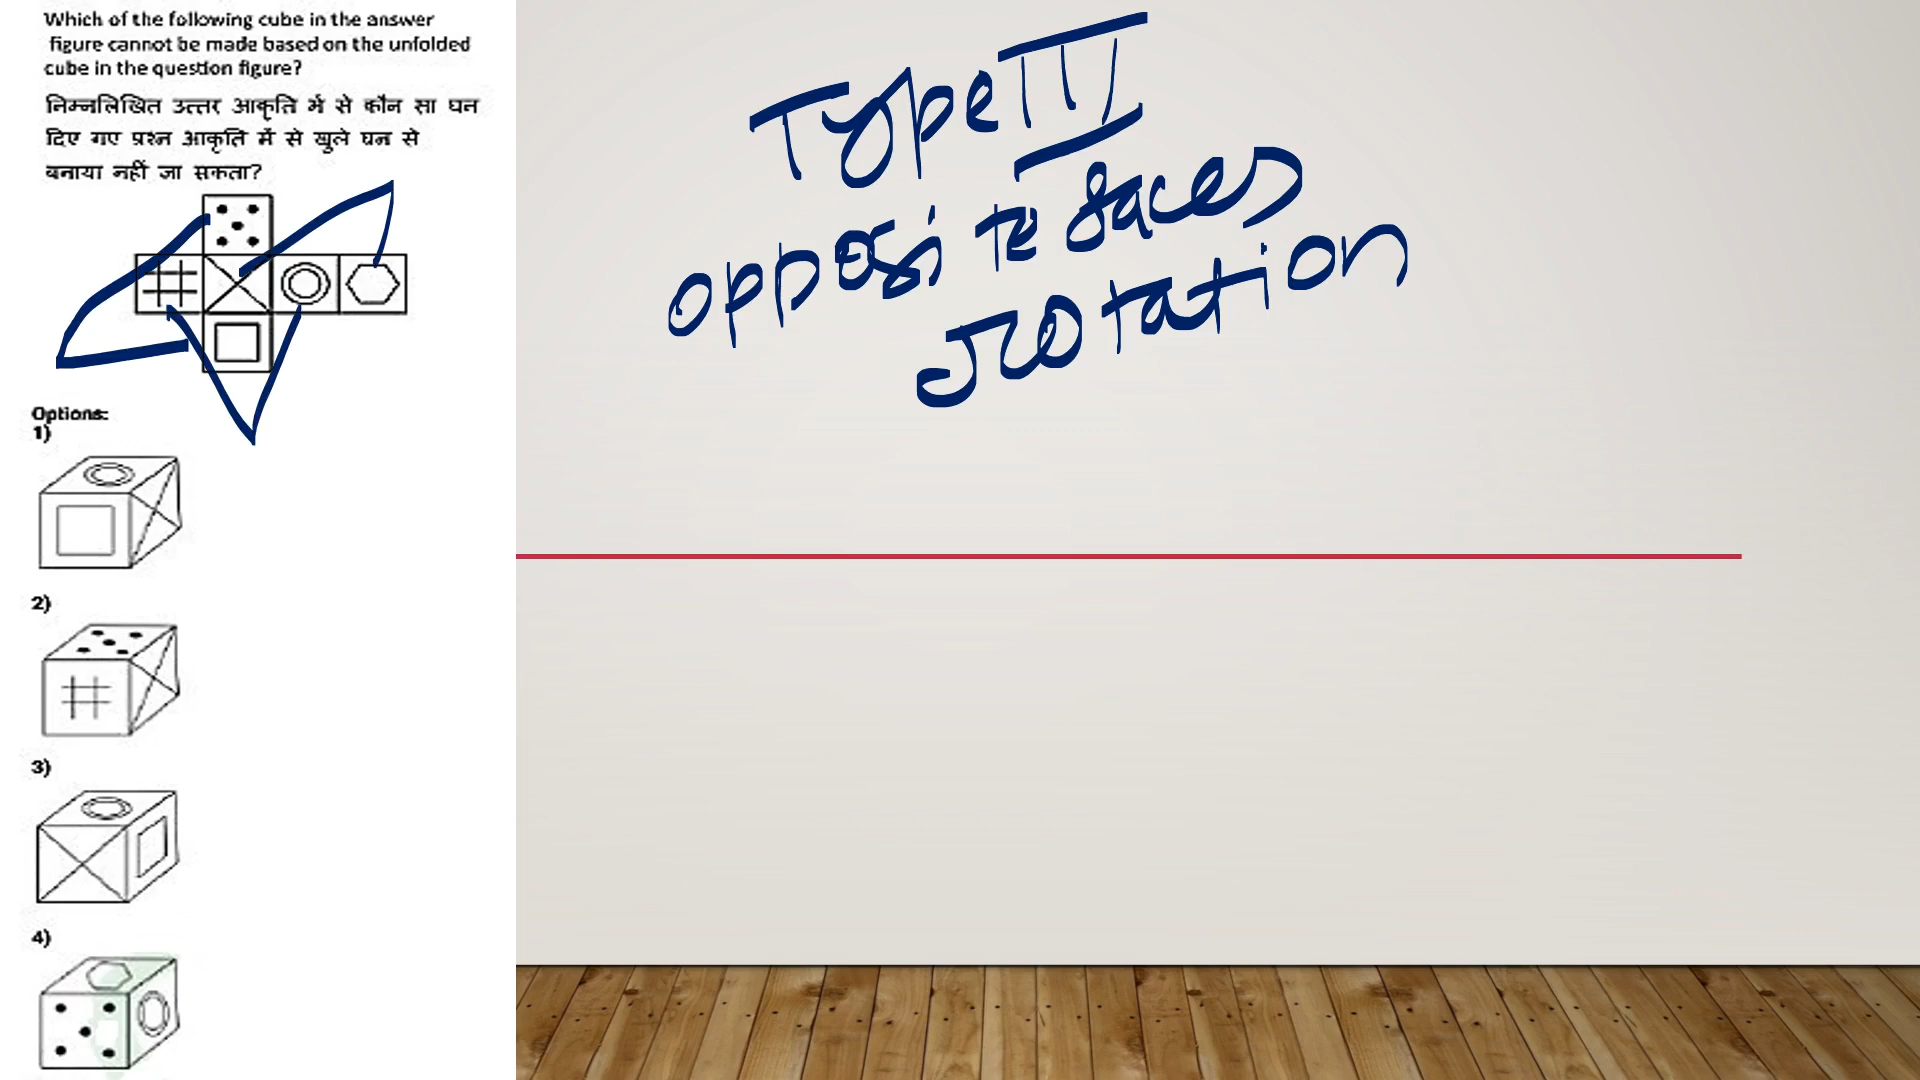 Which of the following cube in the answer
figure cannot be made based on the unfolded
cube in the question figure?
निम्नलिखित उत्तर आकृति में से कौन सा घन
दिए गए प्रश्न आकृति में से खुले घन से
बनाया नहीं जा सकता?
Options:
1)
2)
3)
4)
Type III
opposite faces
rotation